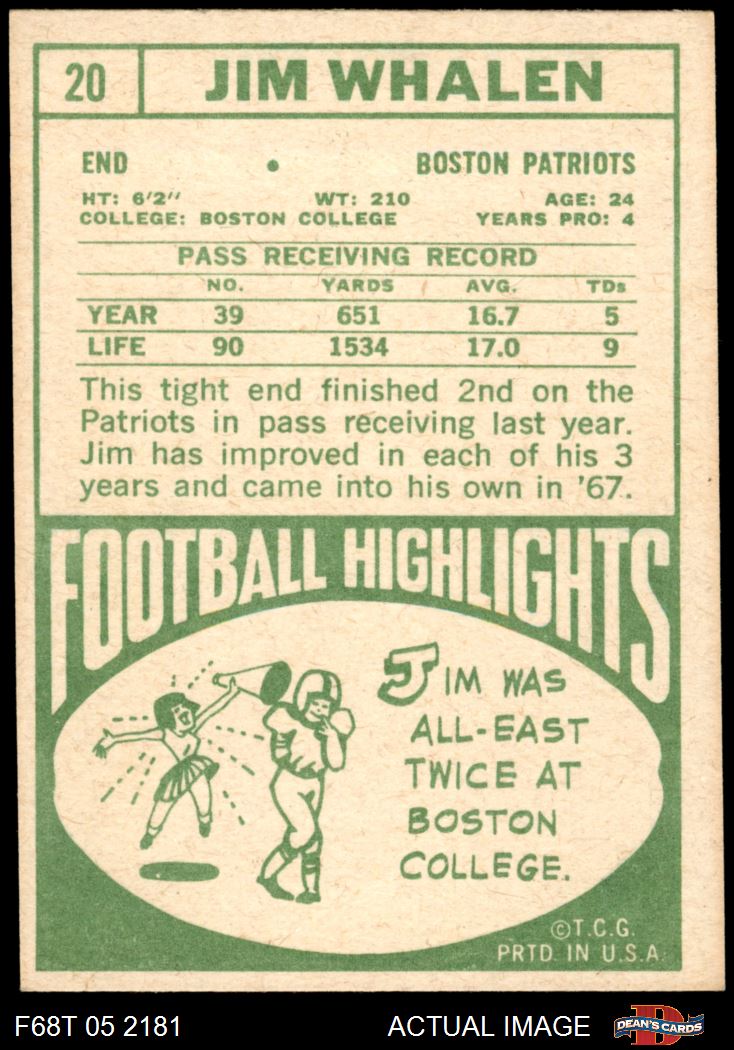 20 JIM WHALEN
END • BOSTON PATRIOTS
HT: 6'2" WT: 210 AGE: 24
COLLEGE: BOSTON COLLEGE YEARS PRO: 4
PASS RECEIVING RECORD
NO. YARDS AVG. TDs
YEAR 39 651 16.7 5
LIFE 90 1534 17.0 9
This tight end finished 2nd on the
Patriots in pass receiving last year.
Jim has improved in each of his 3
years and came into his own in '67.
FOOTBALL HIGHLIGHTS
JIM WAS
ALL-EAST
TWICE AT
BOSTON
COLLEGE.
©T.C.G.
PRTD. IN U.S.A.
F68T 05 2181 ACTUAL IMAGE D DEAN'S CARDS